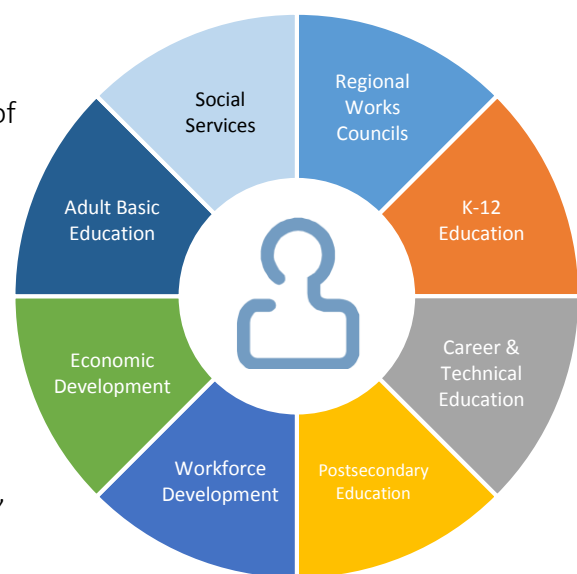 of
Social
Services
Regional
Works
Councils
K-12
Education
Career &
Technical
Education
Postsecondary
Education
Workforce
Development
Economic
Development
Adult Basic
Education
,